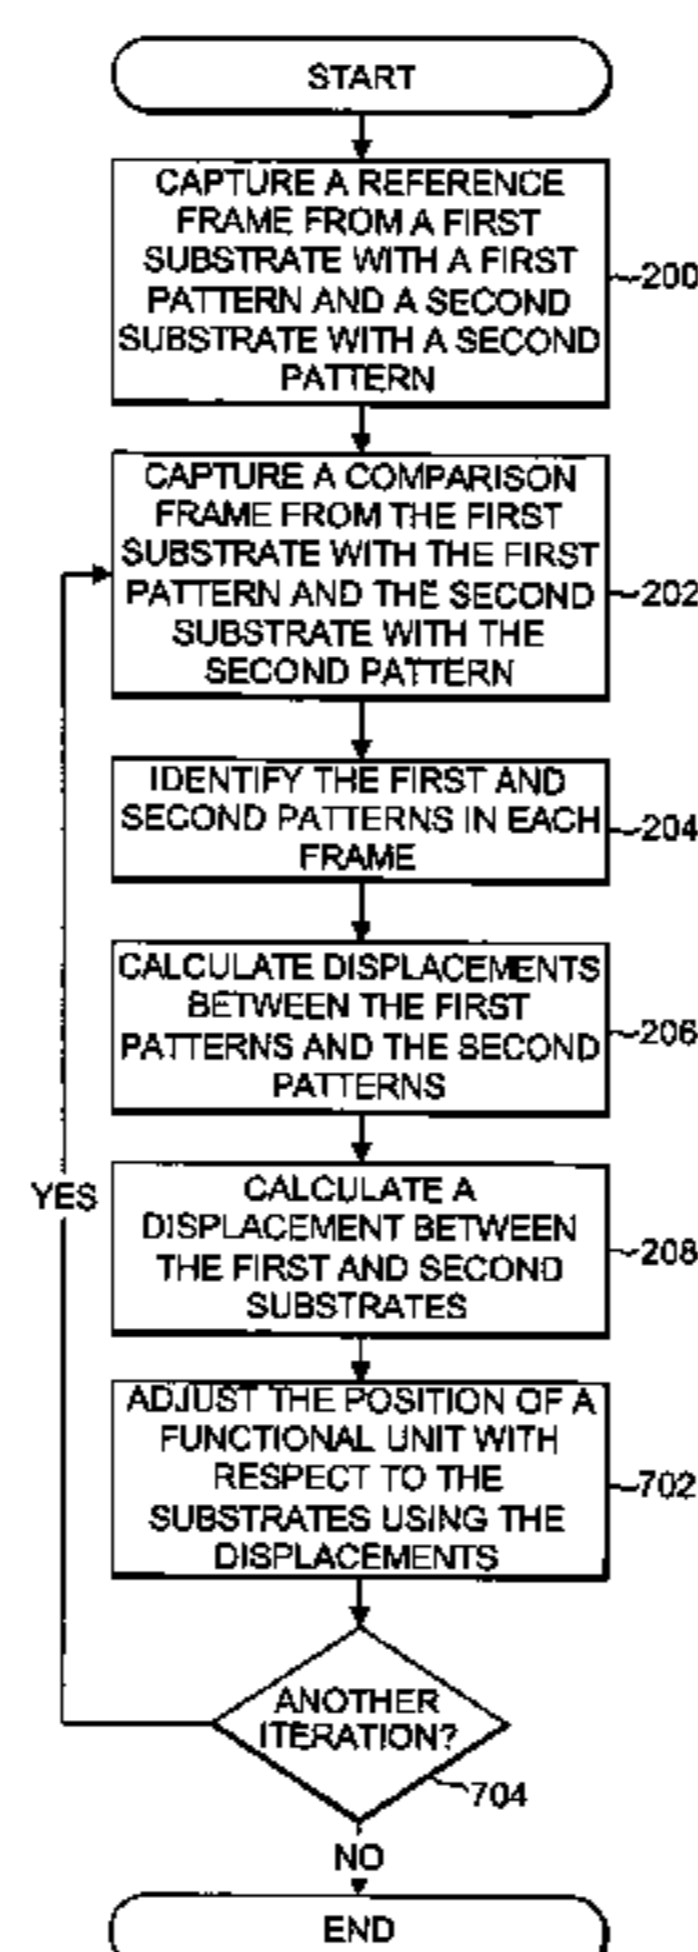 START
CAPTURE A REFERENCE
FRAME FROM A FIRST
SUBSTRATE WITH A FIRST
PATTERN AND A SECOND
SUBSTRATE WITH A SECOND
PATTERN
200
CAPTURE A COMPARISON
FRAME FROM THE FIRST
SUBSTRATE WITH THE FIRST
PATTERN AND THE SECOND
SUBSTRATE WITH THE
SECOND PATTERN
202
IDENTIFY THE FIRST AND
SECOND PATTERNS IN EACH
FRAME
204
CALCULATE DISPLACEMENTS
BETWEEN THE FIRST
PATTERNS AND THE SECOND
PATTERNS
206
YES
CALCULATE A
DISPLACEMENT BETWEEN
THE FIRST AND SECOND
SUBSTRATES
208
ADJUST THE POSITION OF A
FUNCTIONAL UNIT WITH
RESPECT TO THE
SUBSTRATES USING THE
DISPLACEMENTS
702
ANOTHER
ITERATION?
704
NO
END